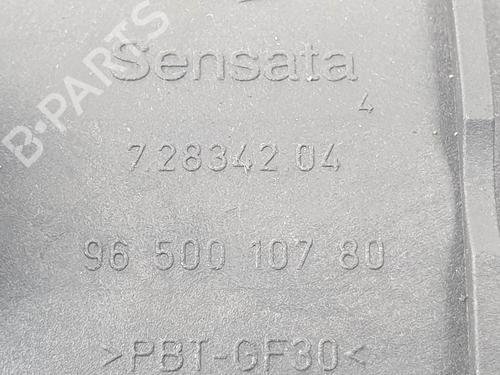 Sensata
4
7.28342.04
96 500 107 80
>PBT-GF30<
B-PARTS